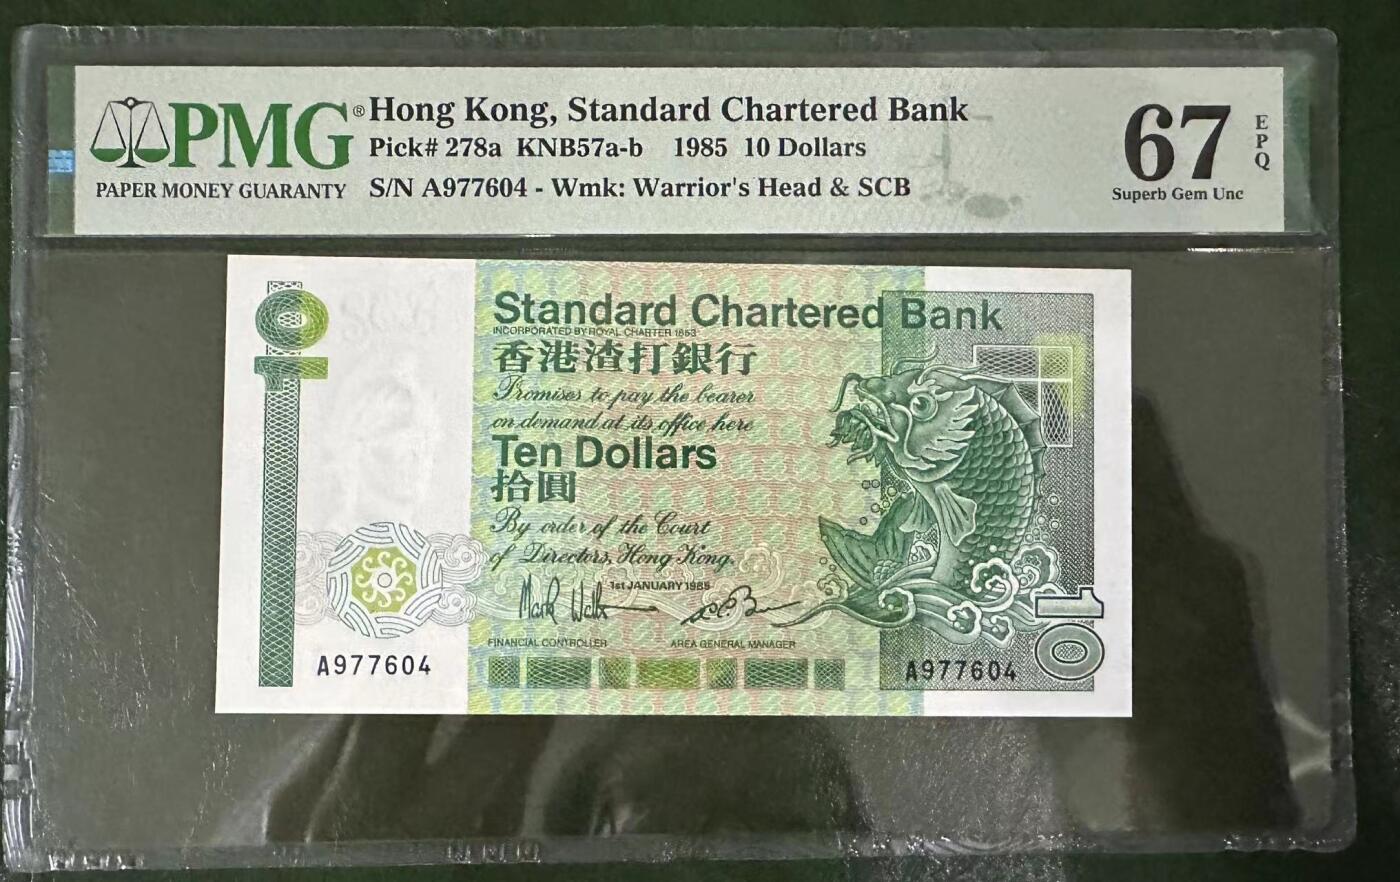 PMG®
PAPER MONEY GUARANTY
Hong Kong, Standard Chartered Bank
Pick# 278a KNB57a-b 1985 10 Dollars
S/N A977604 - Wmk: Warrior's Head & SCB
67
EPQ
Superb Gem Unc
10
Standard Chartered Bank
INCORPORATED BY ROYAL CHARTER 1853
香港渣打銀行
Promises to pay the bearer
on demand at its office here
Ten Dollars
拾圓
By order of the Court
of Directors, Hong Kong.
1st JANUARY 1985
FINANCIAL CONTROLLER
AREA GENERAL MANAGER
A977604
A977604
10